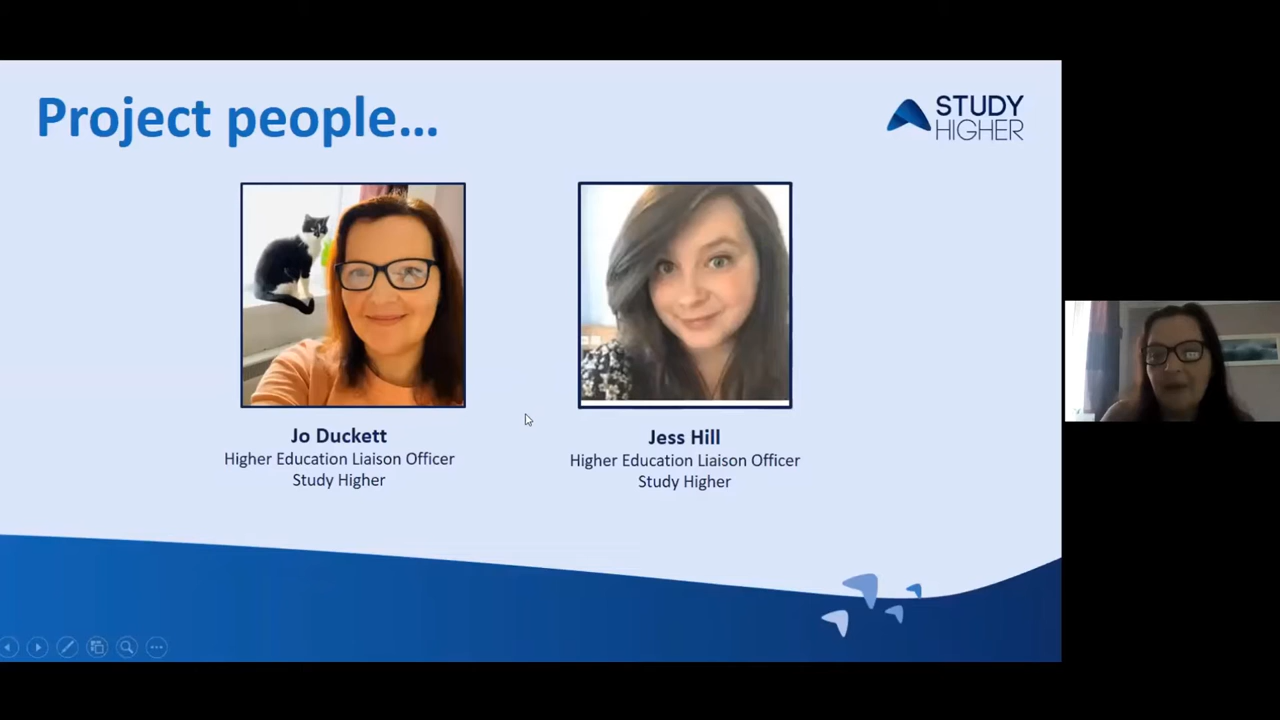 Project people...
STUDY
HIGHER
Jo Duckett
Higher Education Liaison Officer
Study Higher
Jess Hill
Higher Education Liaison Officer
Study Higher